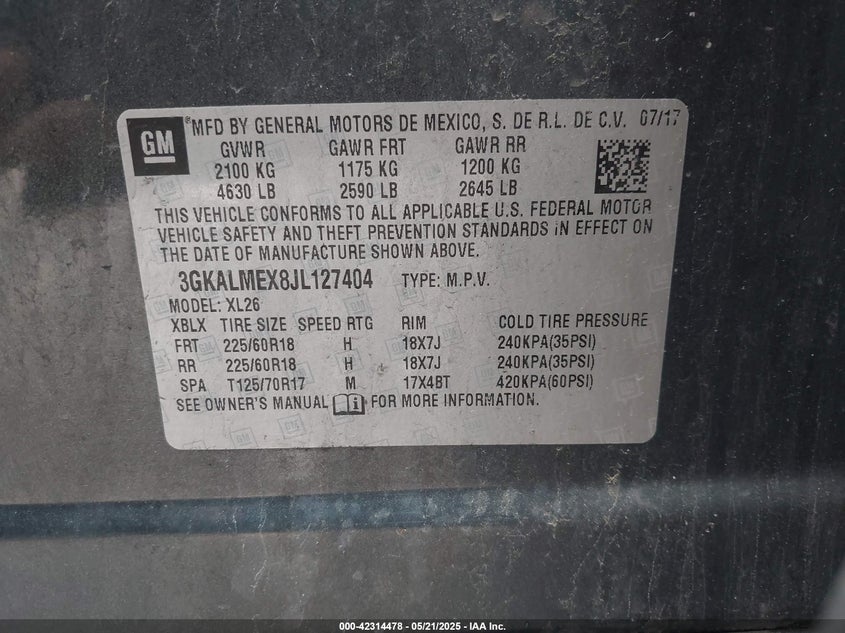 GM ® MFD BY GENERAL MOTORS DE MEXICO, S. DE R.L. DE C.V. 07/17
GVWR GAWR FRT GAWR RR
2100 KG 1175 KG 1200 KG
4630 LB 2590 LB 2645 LB
THIS VEHICLE CONFORMS TO ALL APPLICABLE U.S. FEDERAL MOTOR
VEHICLE SAFETY AND THEFT PREVENTION STANDARDS IN EFFECT ON
THE DATE OF MANUFACTURE SHOWN ABOVE.
3GKALMEX8JL127404 TYPE: M.P.V.
MODEL: XL26
XBLX TIRE SIZE SPEED RTG RIM COLD TIRE PRESSURE
FRT 225/60R18 H 18X7J 240KPA(35PSI)
RR 225/60R18 H 18X7J 240KPA(35PSI)
SPA T125/70R17 M 17X4BT 420KPA(60PSI)
SEE OWNER'S MANUAL FOR MORE INFORMATION.
000-42314478 - 05/21/2025 - IAA Inc.